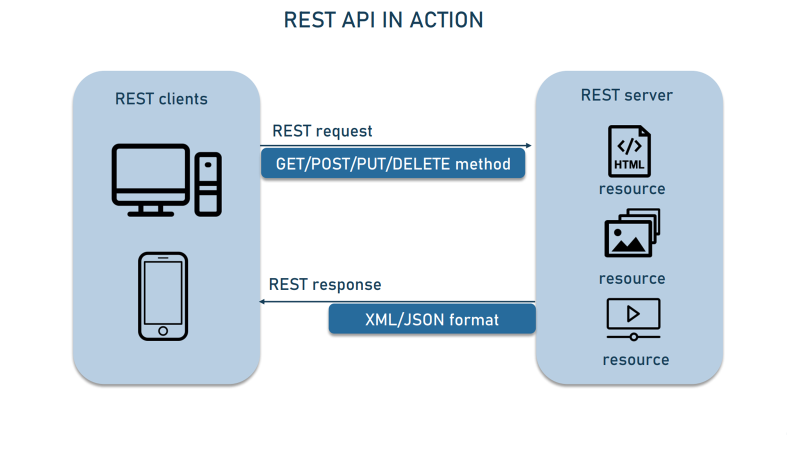 REST API IN ACTION
REST clients
REST request
GET/POST/PUT/DELETE method
REST response
XML/JSON format
REST server
</>
HTML
resource
resource
resource